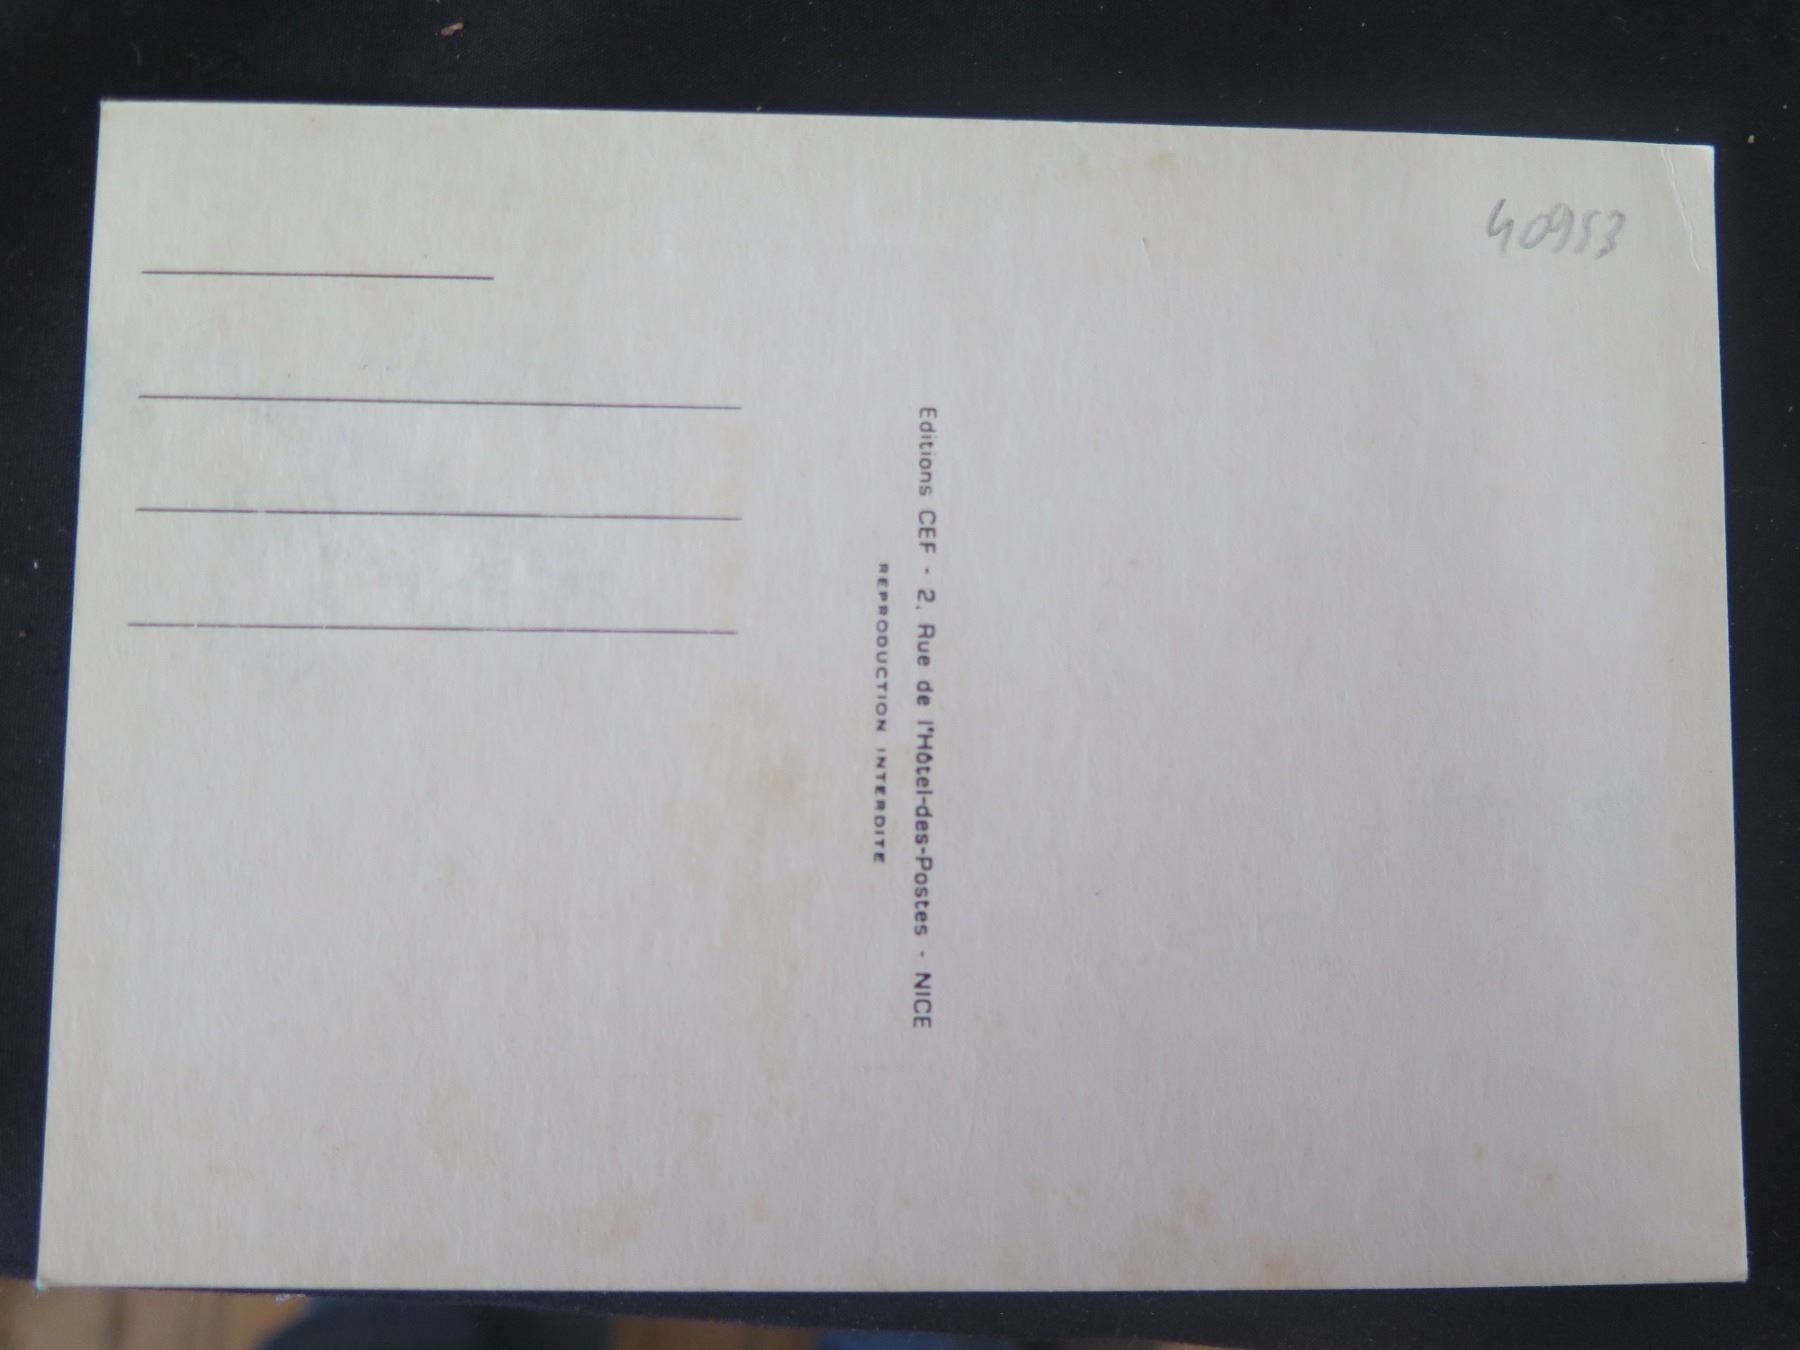 40953
Editions CEF - 2, Rue de l'Hôtel-des-Postes - NICE
REPRODUCTION INTERDITE